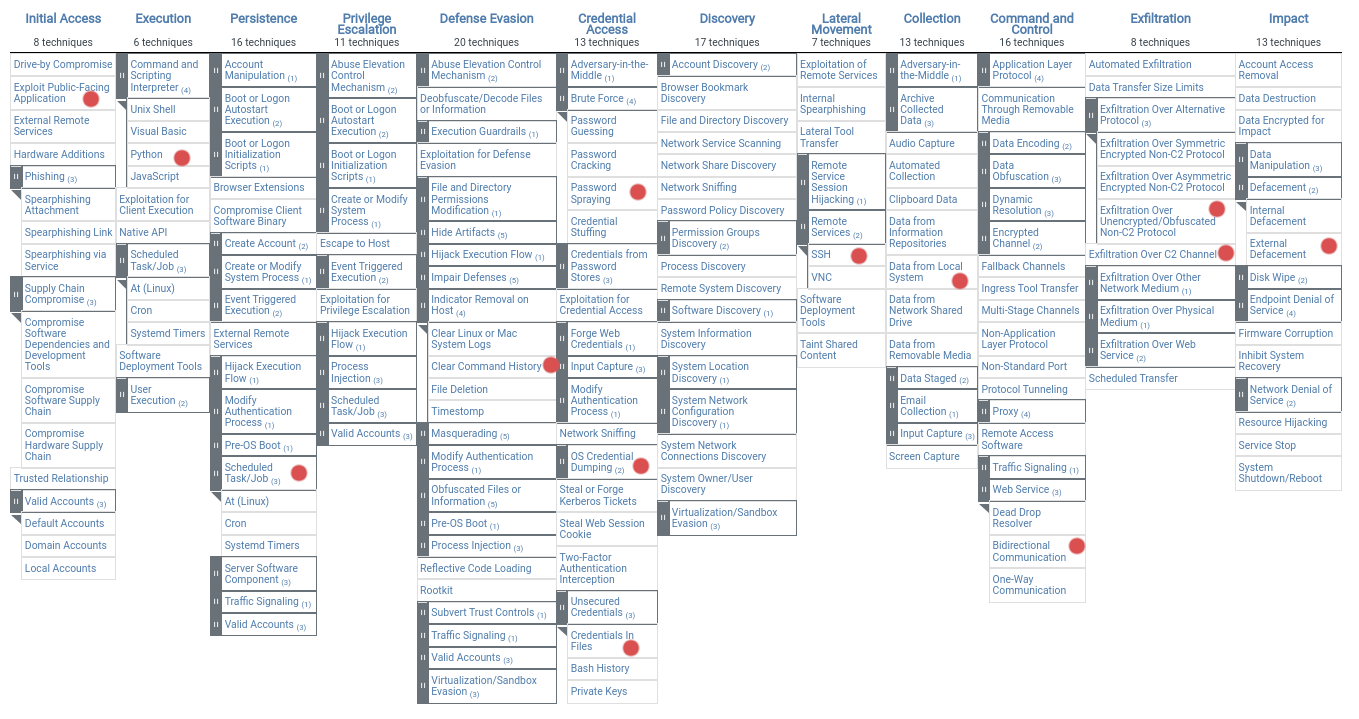 Initial Access
8 techniques
Drive-by Compromise
Exploit Public-Facing
Application
External Remote
Services
Hardware Additions
Phishing (3)
Spearphishing
Attachment
Spearphishing Link
Spearphishing via
Service
Supply Chain
Compromise (3)
Compromise
Software
Dependencies and
Development
Tools
Compromise
Software Supply
Chain
Compromise
Hardware Supply
Chain
Trusted Relationship
Valid Accounts (3)
Default Accounts
Domain Accounts
Local Accounts
Execution
6 techniques
Command and
Scripting
Interpreter (4)
Unix Shell
Visual Basic
Python
JavaScript
Exploitation for
Client Execution
Native API
Scheduled
Task/Job (3)
At (Linux)
Cron
Systemd Timers
Software
Deployment Tools
User
Execution (2)
Persistence
16 techniques
Account
Manipulation (1)
Boot or Logon
Autostart
Execution (2)
Boot or Logon
Initialization
Scripts (1)
Browser Extensions
Compromise Client
Software Binary
Create Account (2)
Create or Modify
System Process (1)
Event Triggered
Execution (2)
External Remote
Services
Hijack Execution
Flow (1)
Modify
Authentication
Process (1)
Pre-OS Boot (1)
Scheduled
Task/Job (3)
At (Linux)
Cron
Systemd Timers
Server Software
Component (3)
Traffic Signaling (1)
Valid Accounts (3)
Privilege
Escalation
11 techniques
Abuse Elevation
Control
Mechanism (2)
Boot or Logon
Autostart
Execution (2)
Boot or Logon
Initialization
Scripts (1)
Create or Modify
System
Process (1)
Escape to Host
Event Triggered
Execution (2)
Exploitation for
Privilege Escalation
Hijack Execution
Flow (1)
Process
Injection (3)
Scheduled
Task/Job (3)
Valid Accounts (3)
Defense Evasion
20 techniques
Abuse Elevation Control
Mechanism (2)
Deobfuscate/Decode Files
or Information
Execution Guardrails (1)
Exploitation for Defense
Evasion
File and Directory
Permissions
Modification (1)
Hide Artifacts (5)
Hijack Execution Flow (1)
Impair Defenses (5)
Indicator Removal on
Host (4)
Clear Linux or Mac
System Logs
Clear Command History
File Deletion
Timestomp
Masquerading (5)
Modify Authentication
Process (1)
Obfuscated Files or
Information (5)
Pre-OS Boot (1)
Process Injection (3)
Reflective Code Loading
Rootkit
Subvert Trust Controls (1)
Traffic Signaling (1)
Valid Accounts (3)
Virtualization/Sandbox
Evasion (3)
Credential
Access
13 techniques
Adversary-in-the-
Middle (1)
Brute Force (4)
Password
Guessing
Password
Cracking
Password
Spraying
Credential
Stuffing
Credentials from
Password
Stores (3)
Exploitation for
Credential Access
Forge Web
Credentials (1)
Input Capture (3)
Modify
Authentication
Process (1)
Network Sniffing
OS Credential
Dumping (2)
Steal or Forge
Kerberos Tickets
Steal Web Session
Cookie
Two-Factor
Authentication
Interception
Unsecured
Credentials (3)
Credentials In
Files
Bash History
Private Keys
Discovery
17 techniques
Account Discovery (2)
Browser Bookmark
Discovery
File and Directory Discovery
Network Service Scanning
Network Share Discovery
Network Sniffing
Password Policy Discovery
Permission Groups
Discovery (2)
Process Discovery
Remote System Discovery
Software Discovery (1)
System Information
Discovery
System Location
Discovery (1)
System Network
Configuration
Discovery (1)
System Network
Connections Discovery
System Owner/User
Discovery
Virtualization/Sandbox
Evasion (3)
Lateral
Movement
7 techniques
Exploitation of
Remote Services
Internal
Spearphishing
Lateral Tool
Transfer
Remote
Service
Session
Hijacking (1)
Remote
Services (2)
SSH
VNC
Software
Deployment
Tools
Taint Shared
Content
Collection
13 techniques
Adversary-in-
the-Middle (1)
Archive
Collected
Data (3)
Audio Capture
Automated
Collection
Clipboard Data
Data from
Information
Repositories
Data from Local
System
Data from
Network Shared
Drive
Data from
Removable Media
Data Staged (2)
Email
Collection (1)
Input Capture (3)
Screen Capture
Command and
Control
16 techniques
Application Layer
Protocol (4)
Communication
Through Removable
Media
Data Encoding (2)
Data
Obfuscation (3)
Dynamic
Resolution (3)
Encrypted
Channel (2)
Fallback Channels
Ingress Tool Transfer
Multi-Stage Channels
Non-Application
Layer Protocol
Non-Standard Port
Protocol Tunneling
Proxy (4)
Remote Access
Software
Traffic Signaling (1)
Web Service (3)
Dead Drop
Resolver
Bidirectional
Communication
One-Way
Communication
Exfiltration
8 techniques
Automated Exfiltration
Data Transfer Size Limits
Exfiltration Over Alternative
Protocol (3)
Exfiltration Over Symmetric
Encrypted Non-C2 Protocol
Exfiltration Over Asymmetric
Encrypted Non-C2 Protocol
Exfiltration Over
Unencrypted/Obfuscated
Non-C2 Protocol
Exfiltration Over C2 Channel
Exfiltration Over Other
Network Medium (1)
Exfiltration Over Physical
Medium (1)
Exfiltration Over Web
Service (2)
Scheduled Transfer
Impact
13 techniques
Account Access
Removal
Data Destruction
Data Encrypted for
Impact
Data
Manipulation (3)
Defacement (2)
Internal
Defacement
External
Defacement
Disk Wipe (2)
Endpoint Denial of
Service (4)
Firmware Corruption
Inhibit System
Recovery
Network Denial of
Service (2)
Resource Hijacking
Service Stop
System
Shutdown/Reboot